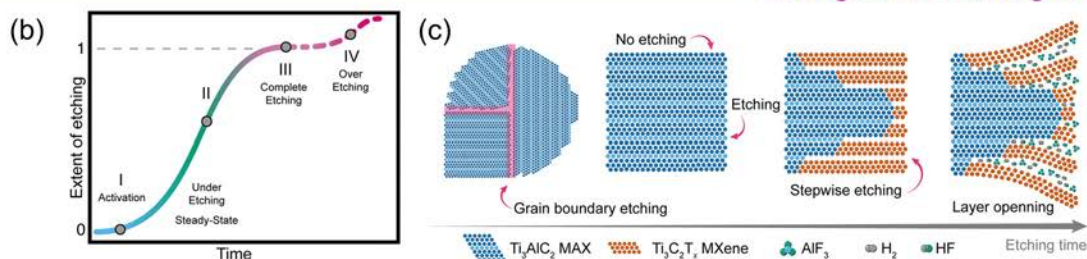 (b)
Extent of etching
1
0
I
Activation
II
Under
Etching
Steady-State
III
Complete
Etching
IV
Over
Etching
Time
(c)
No etching
Etching
Grain boundary etching
Stepwise etching
Layer openning
Etching time
Ti₃AlC₂ MAX
Ti₃C₂Tₓ MXene
AlF₃
H₂
HF